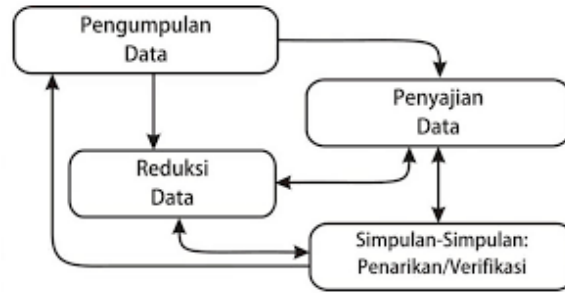 Pengumpulan
Data
Penyajian
Data
Reduksi
Data
Simpulan-Simpulan:
Penarikan/Verifikasi